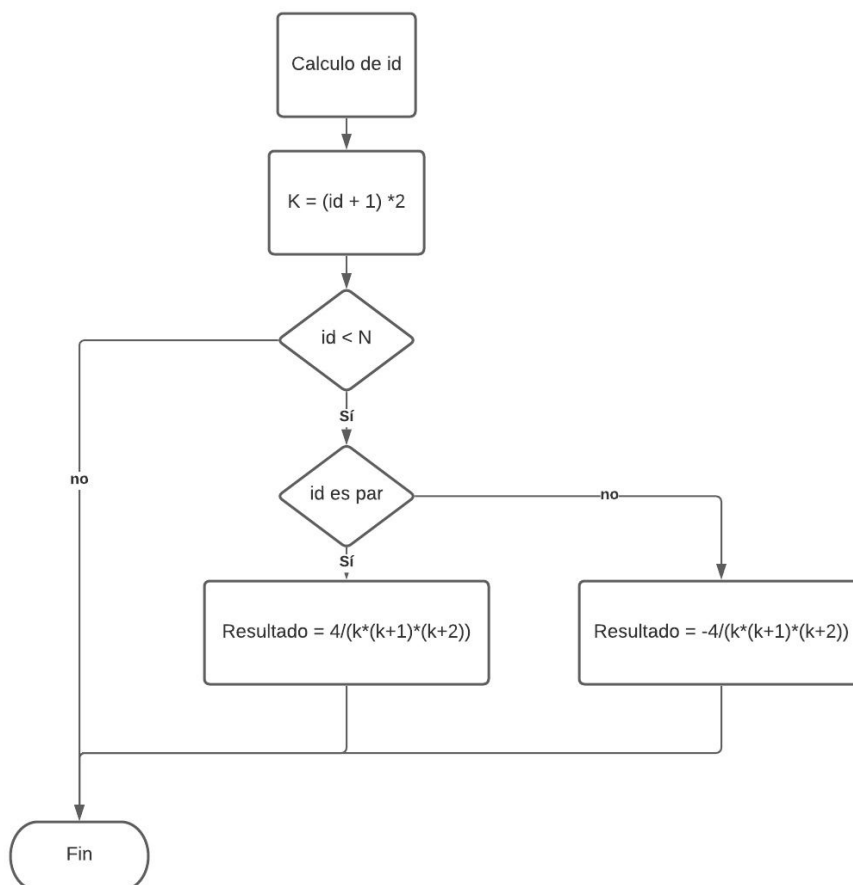 Calculo de id
K = (id + 1) *2
id < N
Sí
no
id es par
no
Sí
Resultado = 4/(k*(k+1)*(k+2))
Resultado = -4/(k*(k+1)*(k+2))
Fin